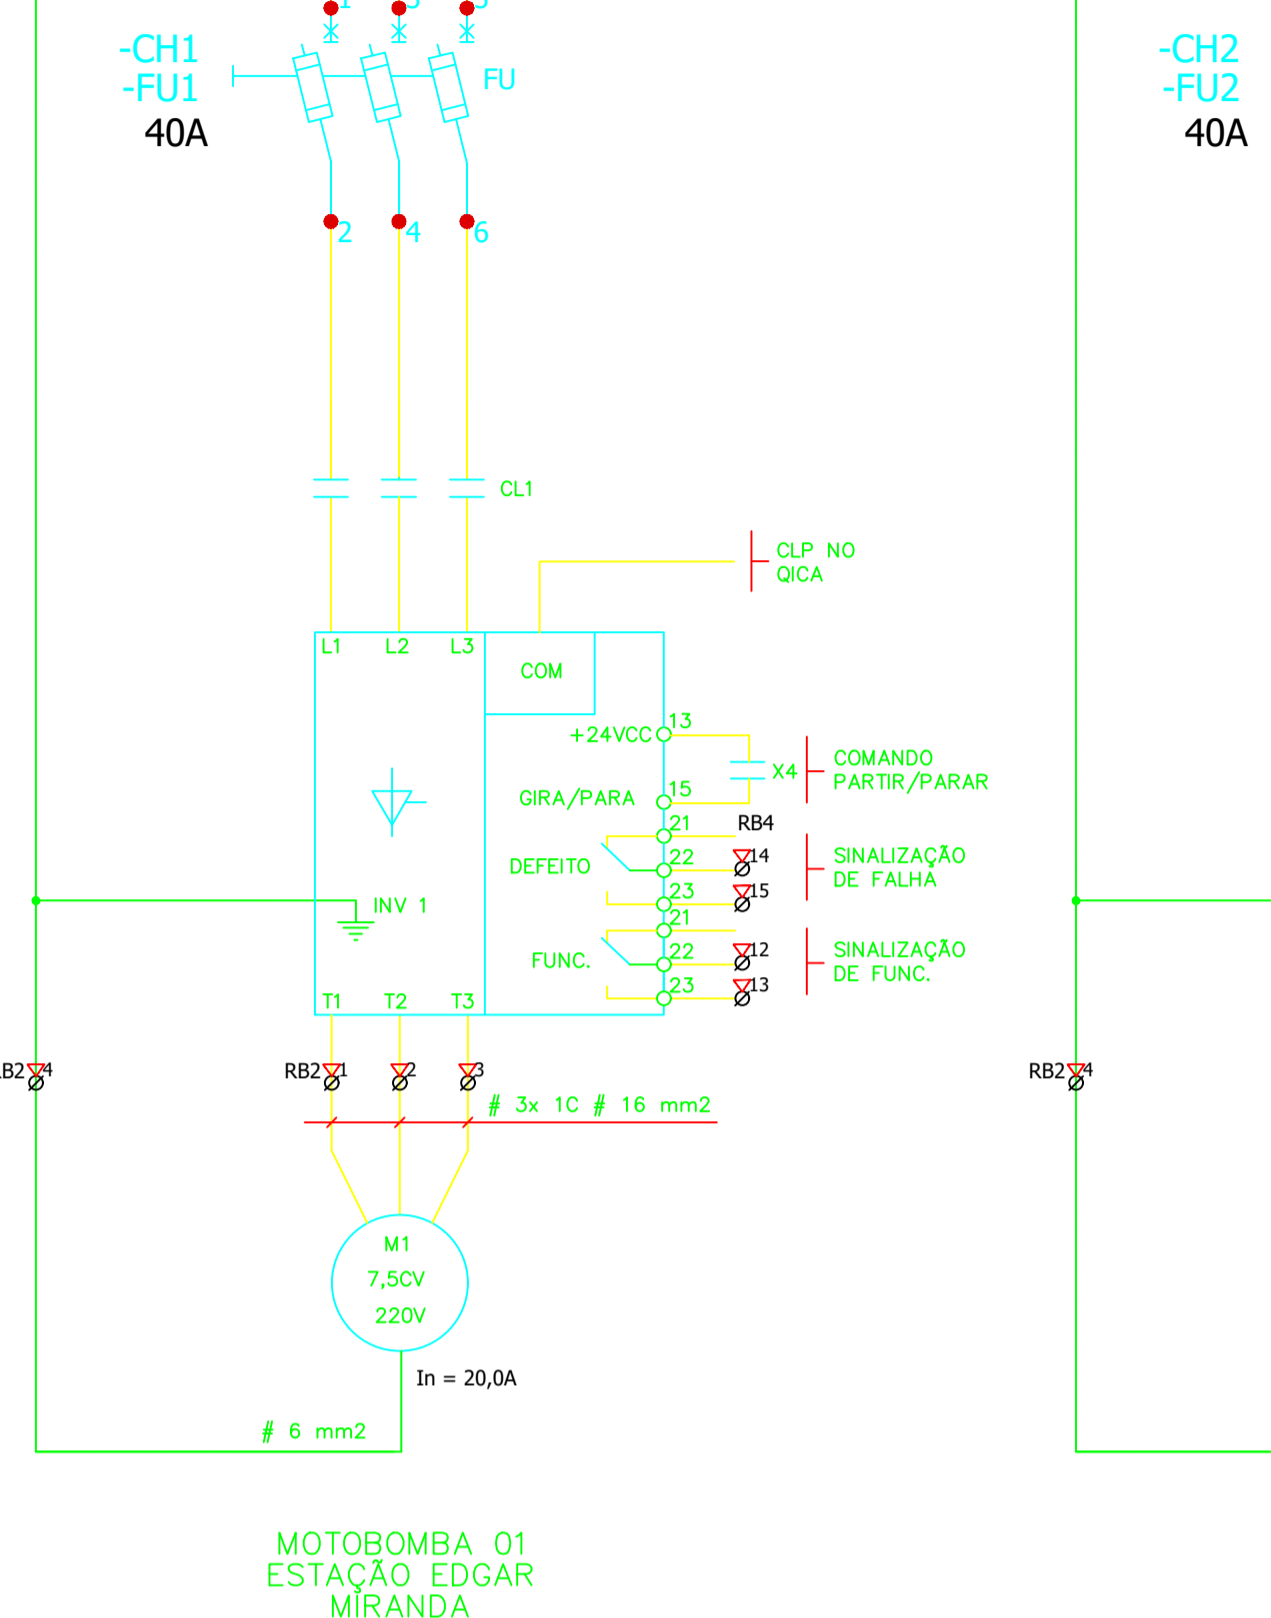 -CH1
-FU1
40A
FU
2
4
6
-CH2
-FU2
40A
CL1
CLP NO
QICA
L1
L2
L3
COM
13
+24VCC
X4
COMANDO
PARTIR/PARAR
15
GIRA/PARA
21
RB4
22
14
DEFEITO
SINALIZAÇÃO
DE FALHA
23
15
INV 1
21
22
12
FUNC.
SINALIZAÇÃO
DE FUNC.
23
13
T1
T2
T3
4
RB2
1
2
3
RB2
4
# 3x 1C # 16 mm2
M1
7,5CV
220V
In = 20,0A
# 6 mm2
MOTOBOMBA 01
ESTAÇÃO EDGAR
MIRANDA